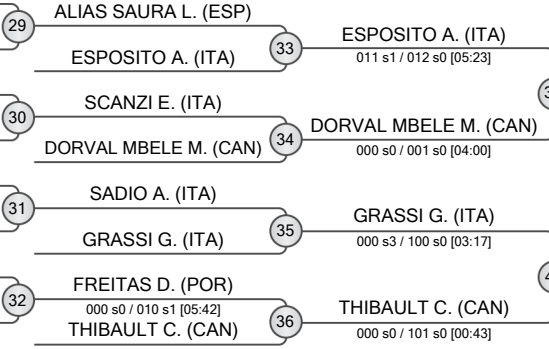 ALIAS SAURA L. (ESP)
29
ESPOSITO A. (ITA)
33
ESPOSITO A. (ITA)
011 s1 / 012 s0 [05:23]
SCANZI E. (ITA)
30
DORVAL MBELE M. (CAN)
34
DORVAL MBELE M. (CAN)
000 s0 / 001 s0 [04:00]
SADIO A. (ITA)
31
GRASSI G. (ITA)
35
GRASSI G. (ITA)
000 s3 / 100 s0 [03:17]
FREITAS D. (POR)
32
000 s0 / 010 s1 [05:42]
THIBAULT C. (CAN)
36
THIBAULT C. (CAN)
000 s0 / 101 s0 [00:43]